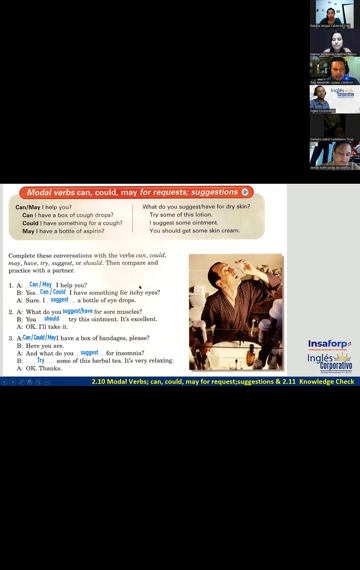 Modal verbs can, could, may for requests; suggestions
Can/May I help you?
Can I have a box of cough drops?
Could I have something for a cough?
May I have a bottle of aspirin?
What do you suggest/have for dry skin?
Try some of this lotion.
I suggest some ointment.
You should get some skin cream.
Complete these conversations with the verbs can, could,
may, have, try, suggest, or should. Then compare and
practice with a partner.
1. A: Can / May I help you?
B: Yes. Can / Could I have something for itchy eyes?
A: Sure. I suggest a bottle of eye drops.
2. A: What do you suggest/have for sore muscles?
B: You should try this ointment. It's excellent.
A: OK. I'll take it.
3. A: Can/Could/May I have a box of bandages, please?
B: Here you are.
A: And what do you suggest for insomnia?
B: Try some of this herbal tea. It's very relaxing.
A: OK. Thanks.
Insaforp
Inglés
Corporativo
2.10 Modal Verbs; can, could, may for request;suggestions & 2.11 Knowledge Check